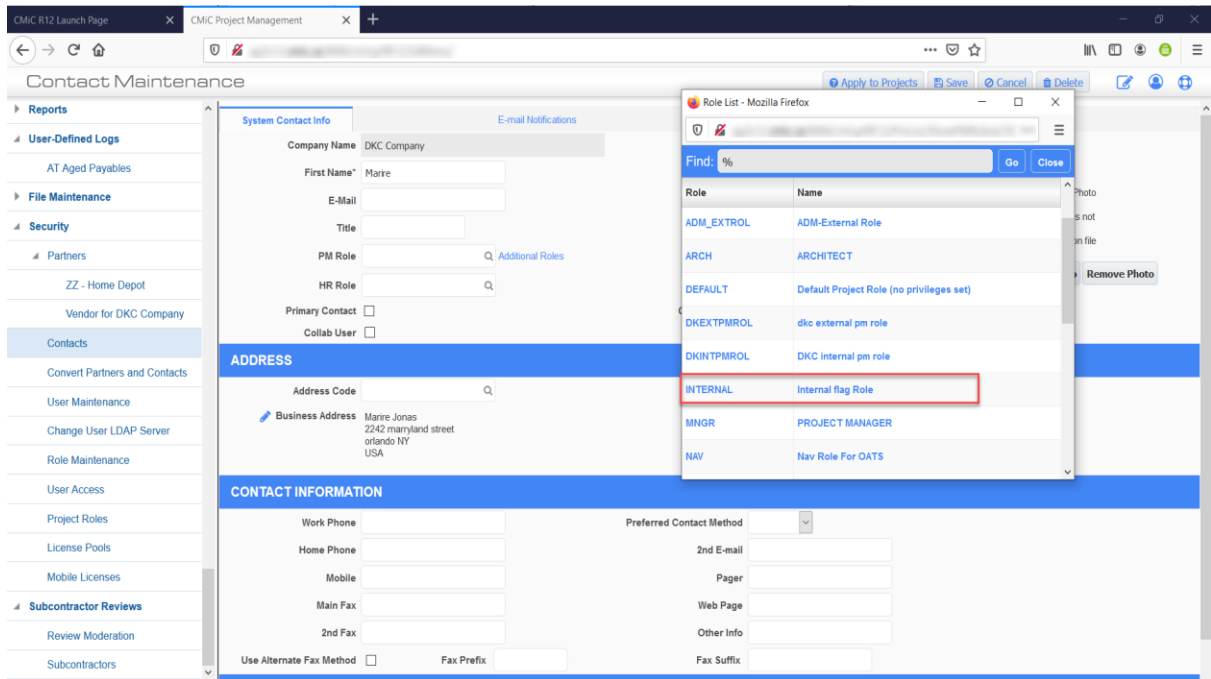 CMiC R12 Launch Page
CMiC Project Management
Contact Maintenance
Apply to Projects Save Cancel Delete
Reports
User-Defined Logs
AT Aged Payables
File Maintenance
Security
Partners
ZZ - Home Depot
Vendor for DKC Company
Contacts
Convert Partners and Contacts
User Maintenance
Change User LDAP Server
Role Maintenance
User Access
Project Roles
License Pools
Mobile Licenses
Subcontractor Reviews
Review Moderation
Subcontractors
System Contact Info E-mail Notifications
Company Name DKC Company
First Name* Marire
E-Mail
Title
PM Role Additional Roles
HR Role
Primary Contact
Collab User
Photo
s not
on file
Remove Photo
ADDRESS
Address Code
Business Address Marire Jonas
2242 marryland street
orlando NY
USA
CONTACT INFORMATION
Work Phone Preferred Contact Method
Home Phone 2nd E-mail
Mobile Pager
Main Fax Web Page
2nd Fax Other Info
Use Alternate Fax Method Fax Prefix Fax Suffix
Role List - Mozilla Firefox
Find: % Go Close
Role Name
ADM_EXTROL ADM-External Role
ARCH ARCHITECT
DEFAULT Default Project Role (no privileges set)
DKEXTPMROL dkc external pm role
DKINTPMROL DKC internal pm role
INTERNAL Internal flag Role
MNGR PROJECT MANAGER
NAV Nav Role For OATS